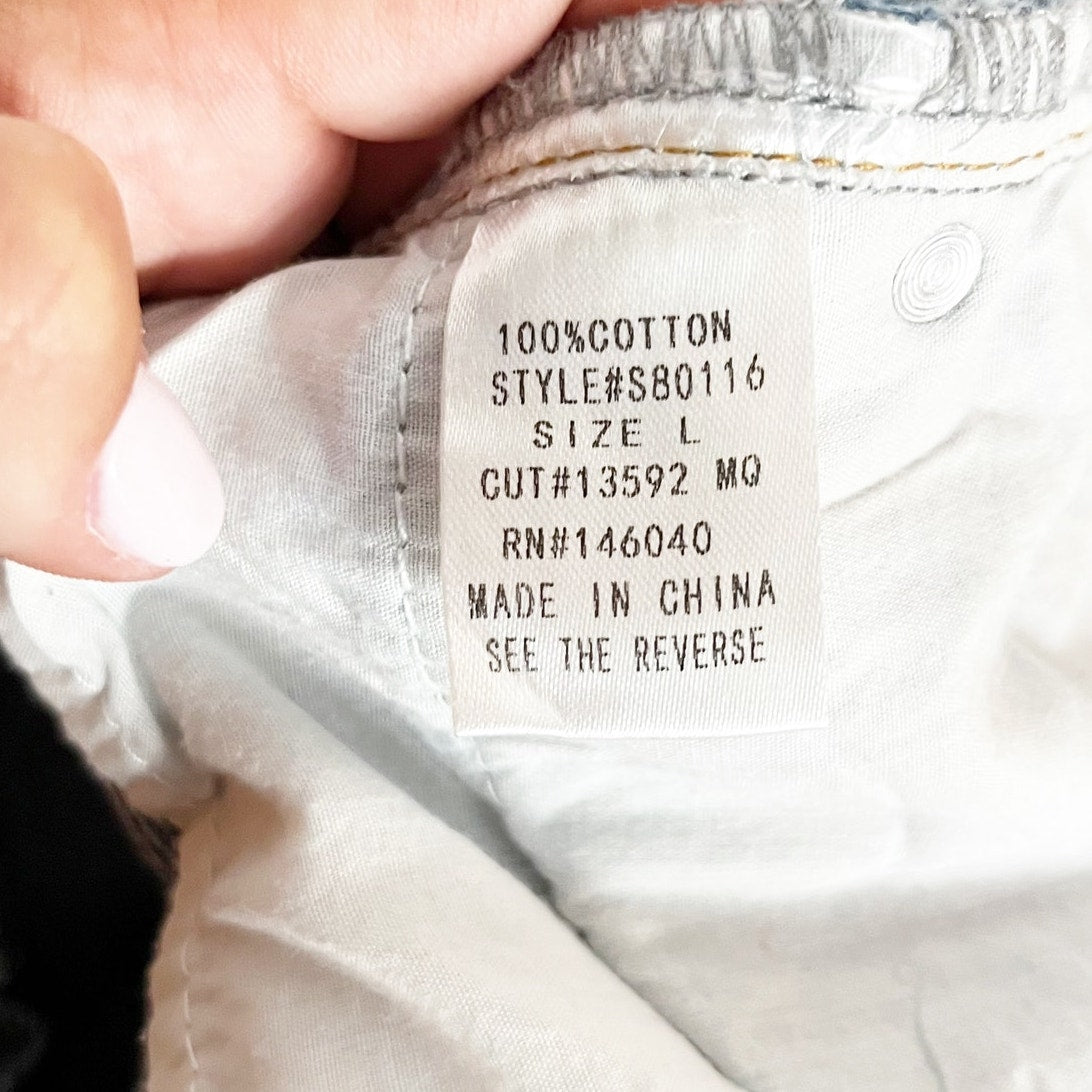 100%COTTON
STYLE#S80116
SIZE L
CUT#13592 MQ
RN#146040
MADE IN CHINA
SEE THE REVERSE